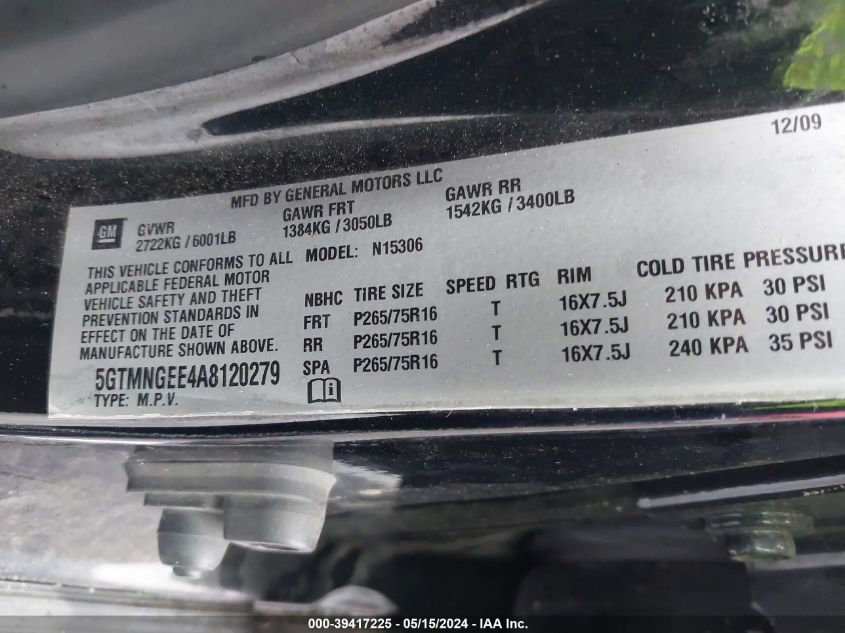 12/09
MFD BY GENERAL MOTORS LLC
GM
GVWR GAWR FRT GAWR RR
2722KG / 6001LB 1384KG / 3050LB 1542KG / 3400LB
THIS VEHICLE CONFORMS TO ALL
APPLICABLE FEDERAL MOTOR
VEHICLE SAFETY AND THEFT
PREVENTION STANDARDS IN
EFFECT ON THE DATE OF
MANUFACTURE SHOWN ABOVE.
5GTMNGEE4A8120279
TYPE: M.P.V.
MODEL: N15306
NBHC TIRE SIZE SPEED RTG RIM COLD TIRE PRESSURE
FRT P265/75R16 T 16X7.5J 210 KPA 30 PSI
RR P265/75R16 T 16X7.5J 210 KPA 30 PSI
SPA P265/75R16 T 16X7.5J 240 KPA 35 PSI
000-39417225 - 05/15/2024 - IAA Inc.